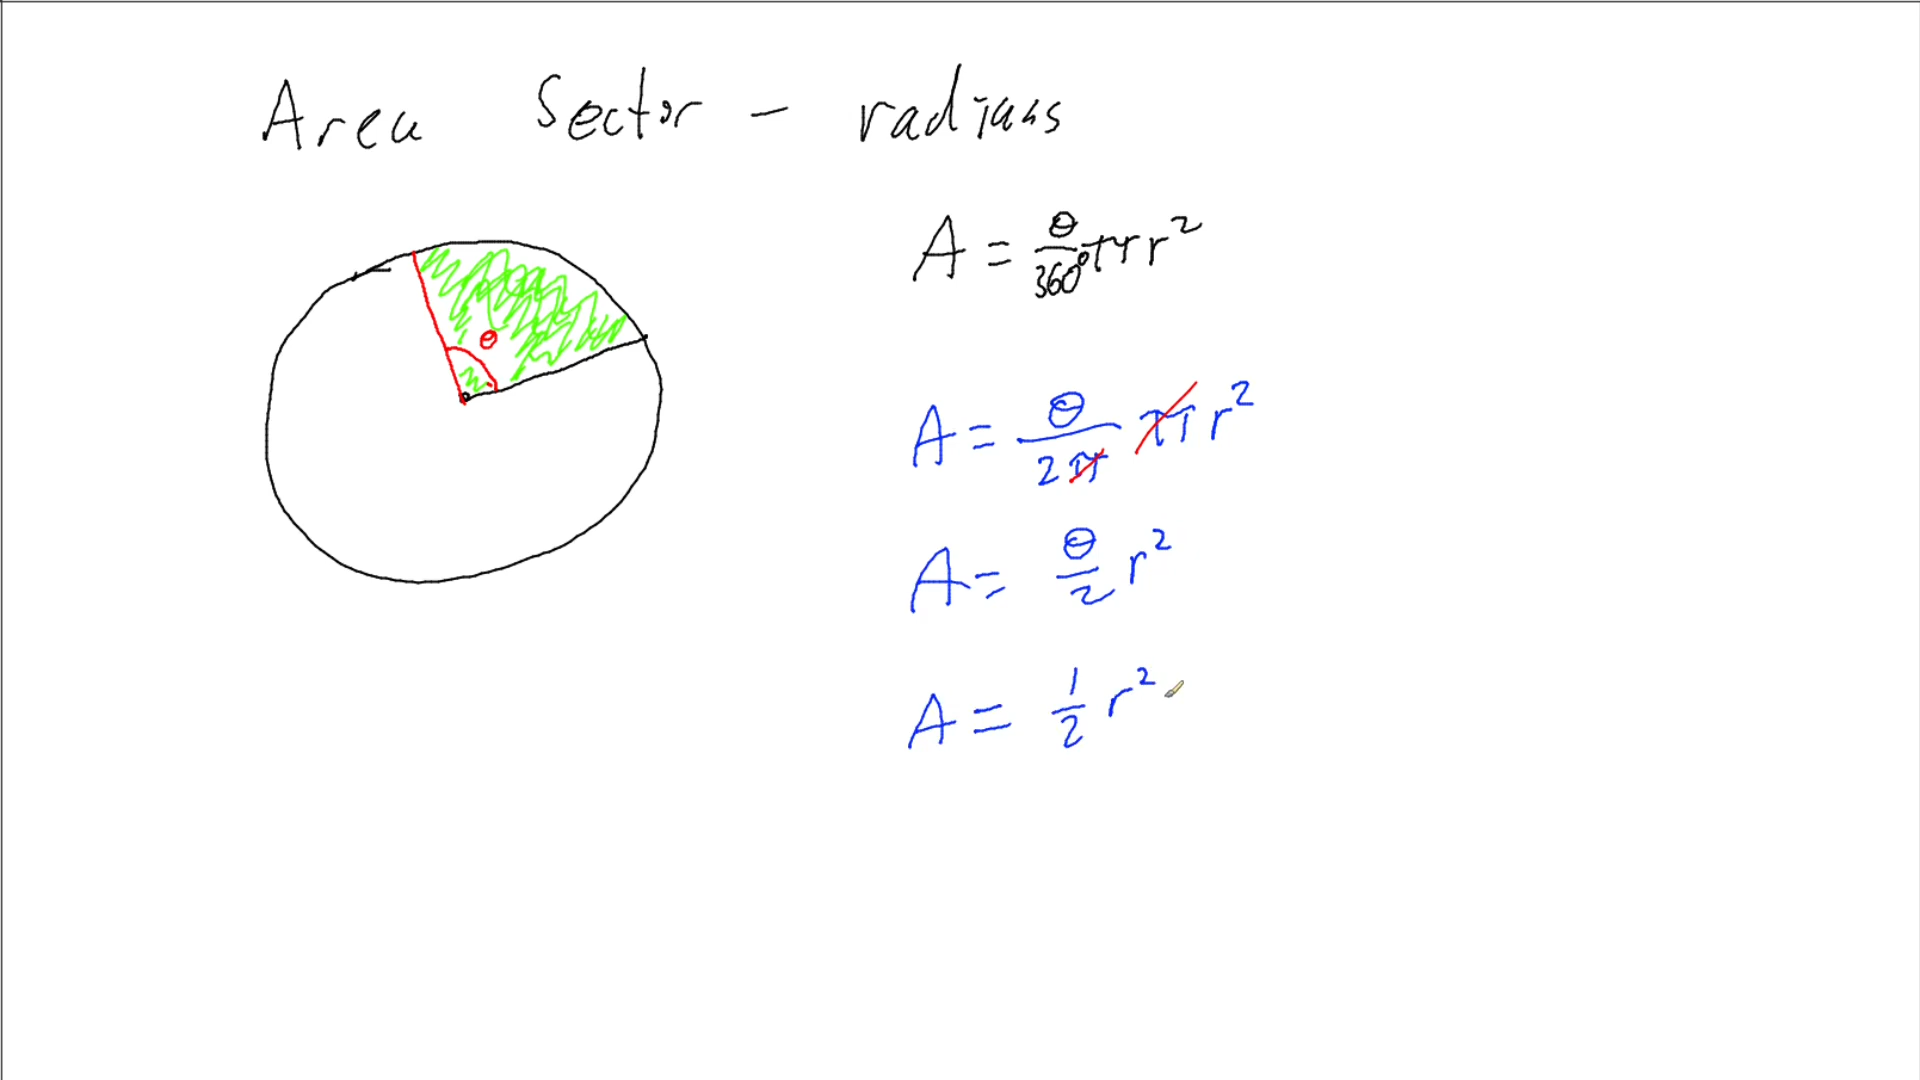 Area Sector - radians
A = θ/360° πr²
θ
A = θ/2π πr²
A = θ/2 r²
A = 1/2 r²